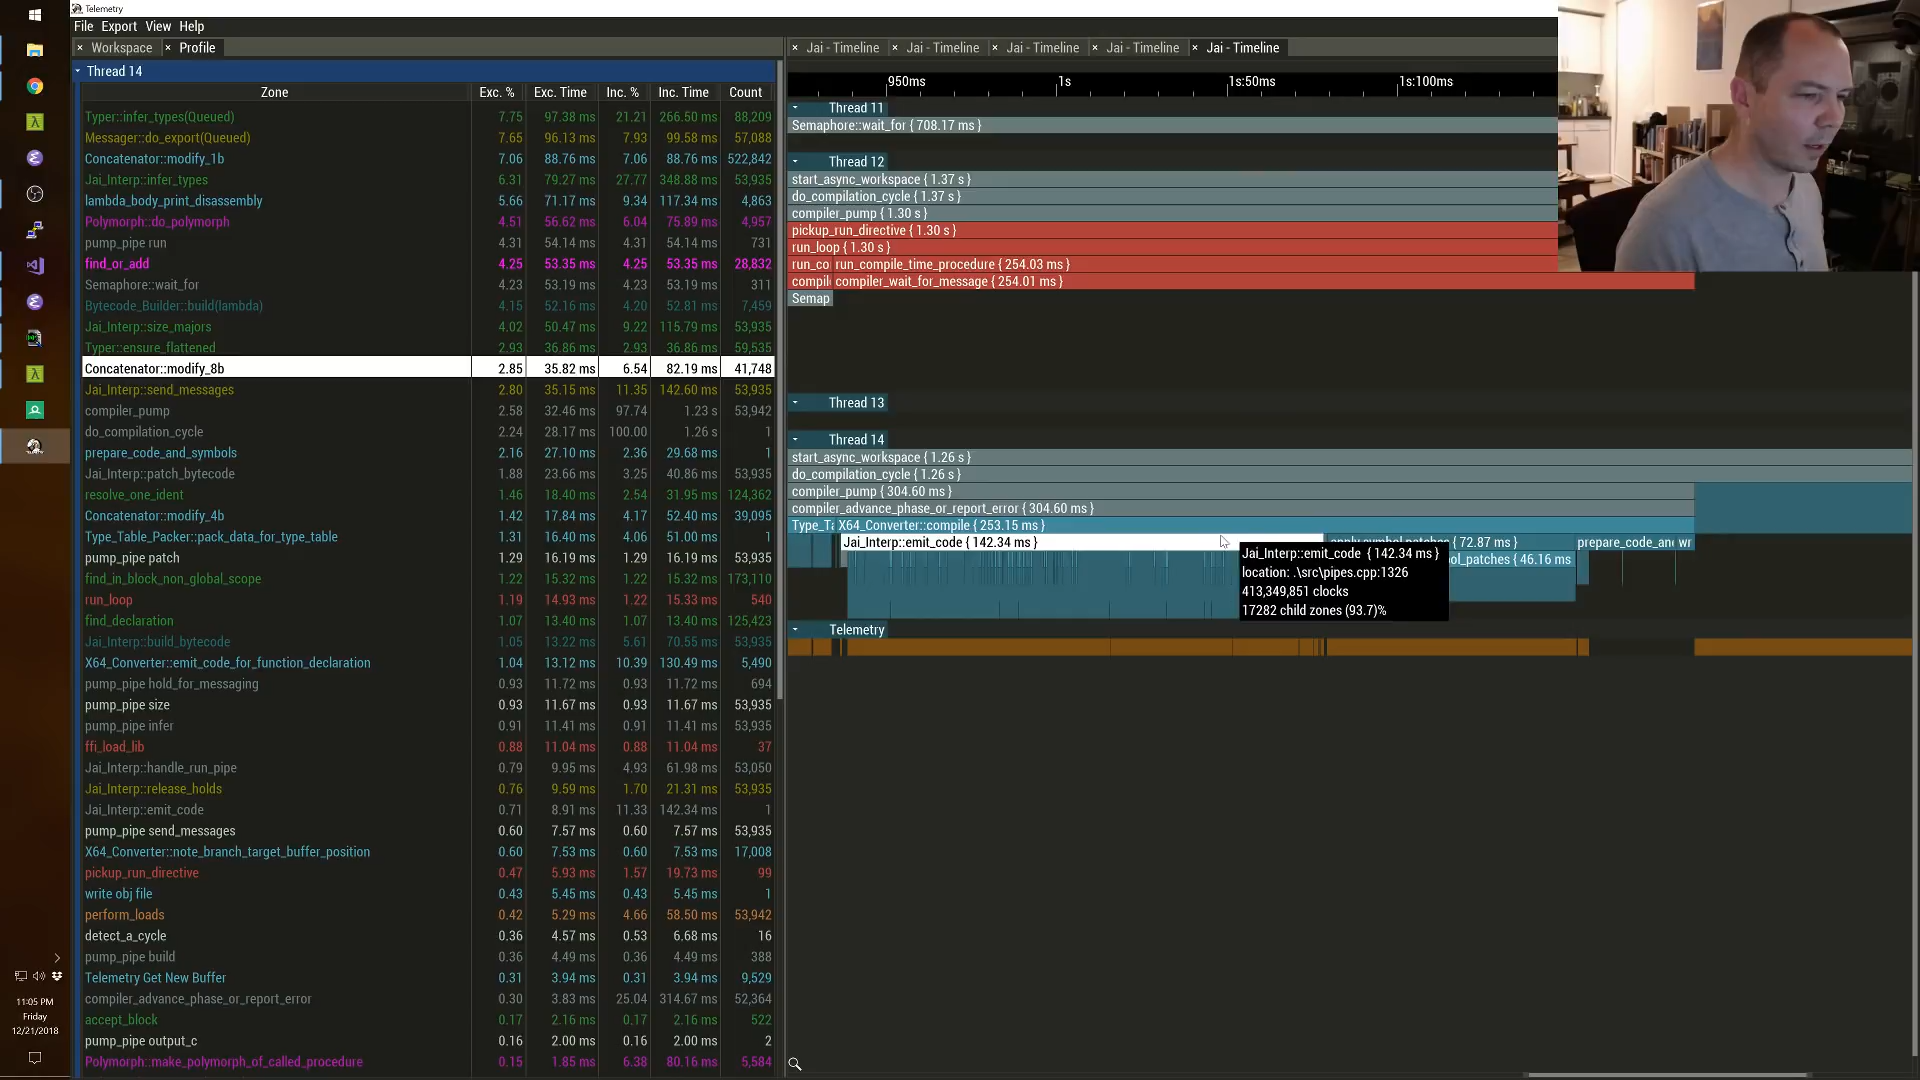 Telemetry
File Export View Help
× Workspace × Profile
Thread 14
Zone Exc. % Exc. Time Inc. % Inc. Time Count
Typer::infer_types(Queued) 7.75 97.38 ms 21.21 266.50 ms 88,209
Messager::do_export(Queued) 7.65 96.13 ms 7.93 99.58 ms 57,088
Concatenator::modify_1b 7.06 88.76 ms 7.06 88.76 ms 522,842
Jai_Interp::infer_types 6.31 79.27 ms 27.77 348.88 ms 53,935
lambda_body_print_disassembly 5.66 71.17 ms 9.34 117.34 ms 4,863
Polymorph::do_polymorph 4.51 56.62 ms 6.04 75.89 ms 4,957
pump_pipe run 4.31 54.14 ms 4.31 54.14 ms 731
find_or_add 4.25 53.35 ms 4.25 53.35 ms 28,832
Semaphore::wait_for 4.23 53.19 ms 4.23 53.19 ms 311
Bytecode_Builder::build(lambda) 4.15 52.16 ms 4.20 52.81 ms 7,459
Jai_Interp::size_majors 4.02 50.47 ms 9.22 115.79 ms 53,935
Typer::ensure_flattened 2.93 36.86 ms 2.93 36.86 ms 59,535
Concatenator::modify_8b 2.85 35.82 ms 6.54 82.19 ms 41,748
Jai_Interp::send_messages 2.80 35.15 ms 11.35 142.60 ms 53,935
compiler_pump 2.58 32.46 ms 97.74 1.23 s 53,942
do_compilation_cycle 2.24 28.17 ms 100.00 1.26 s 1
prepare_code_and_symbols 2.16 27.10 ms 2.36 29.68 ms 1
Jai_Interp::patch_bytecode 1.88 23.66 ms 3.25 40.86 ms 53,935
resolve_one_ident 1.46 18.40 ms 2.54 31.95 ms 124,362
Concatenator::modify_4b 1.42 17.84 ms 4.17 52.40 ms 39,095
Type_Table_Packer::pack_data_for_type_table 1.31 16.40 ms 4.06 51.00 ms 1
pump_pipe patch 1.29 16.19 ms 1.29 16.19 ms 53,935
find_in_block_non_global_scope 1.22 15.32 ms 1.22 15.32 ms 173,110
run_loop 1.19 14.93 ms 1.22 15.33 ms 540
find_declaration 1.07 13.40 ms 1.07 13.40 ms 125,423
Jai_Interp::build_bytecode 1.05 13.22 ms 5.61 70.55 ms 53,935
X64_Converter::emit_code_for_function_declaration 1.04 13.12 ms 10.39 130.49 ms 5,490
pump_pipe hold_for_messaging 0.93 11.72 ms 0.93 11.72 ms 694
pump_pipe size 0.93 11.67 ms 0.93 11.67 ms 53,935
pump_pipe infer 0.91 11.41 ms 0.91 11.41 ms 53,935
ffi_load_lib 0.88 11.04 ms 0.88 11.04 ms 37
Jai_Interp::handle_run_pipe 0.79 9.95 ms 4.93 61.98 ms 53,050
Jai_Interp::release_holds 0.76 9.59 ms 1.70 21.31 ms 53,935
Jai_Interp::emit_code 0.71 8.91 ms 11.33 142.34 ms 1
pump_pipe send_messages 0.60 7.57 ms 0.60 7.57 ms 53,935
X64_Converter::note_branch_target_buffer_position 0.60 7.53 ms 0.60 7.53 ms 17,008
pickup_run_directive 0.47 5.93 ms 1.57 19.73 ms 99
write obj file 0.43 5.45 ms 0.43 5.45 ms 1
perform_loads 0.42 5.29 ms 4.66 58.50 ms 53,942
detect_a_cycle 0.36 4.57 ms 0.53 6.68 ms 16
pump_pipe build 0.36 4.49 ms 0.36 4.49 ms 388
Telemetry Get New Buffer 0.31 3.94 ms 0.31 3.94 ms 9,529
compiler_advance_phase_or_report_error 0.30 3.83 ms 25.04 314.67 ms 52,364
accept_block 0.17 2.16 ms 0.17 2.16 ms 522
pump_pipe output_c 0.16 2.00 ms 0.16 2.00 ms 2
Polymorph::make_polymorph_of_called_procedure 0.15 1.85 ms 6.38 80.16 ms 5,584
× Jai - Timeline × Jai - Timeline × Jai - Timeline × Jai - Timeline × Jai - Timeline
950ms 1s 1s:50ms 1s:100ms
Thread 11
Semaphore::wait_for { 708.17 ms }
Thread 12
start_async_workspace { 1.37 s }
do_compilation_cycle { 1.37 s }
compiler_pump { 1.30 s }
pickup_run_directive { 1.30 s }
run_loop { 1.30 s }
run_co run_compile_time_procedure { 254.03 ms }
compil compiler_wait_for_message { 254.01 ms }
Semap
Thread 13
Thread 14
start_async_workspace { 1.26 s }
do_compilation_cycle { 1.26 s }
compiler_pump { 304.60 ms }
compiler_advance_phase_or_report_error { 304.60 ms }
Type_Ta X64_Converter::compile { 253.15 ms }
Jai_Interp::emit_code { 142.34 ms } apply_symbol_patches { 72.87 ms } prepare_code_and wr
ol_patches { 46.16 ms
Jai_Interp::emit_code { 142.34 ms }
location: .\src\pipes.cpp:1326
413,349,851 clocks
17282 child zones (93.7)%
Telemetry
11:05 PM
Friday
12/21/2018